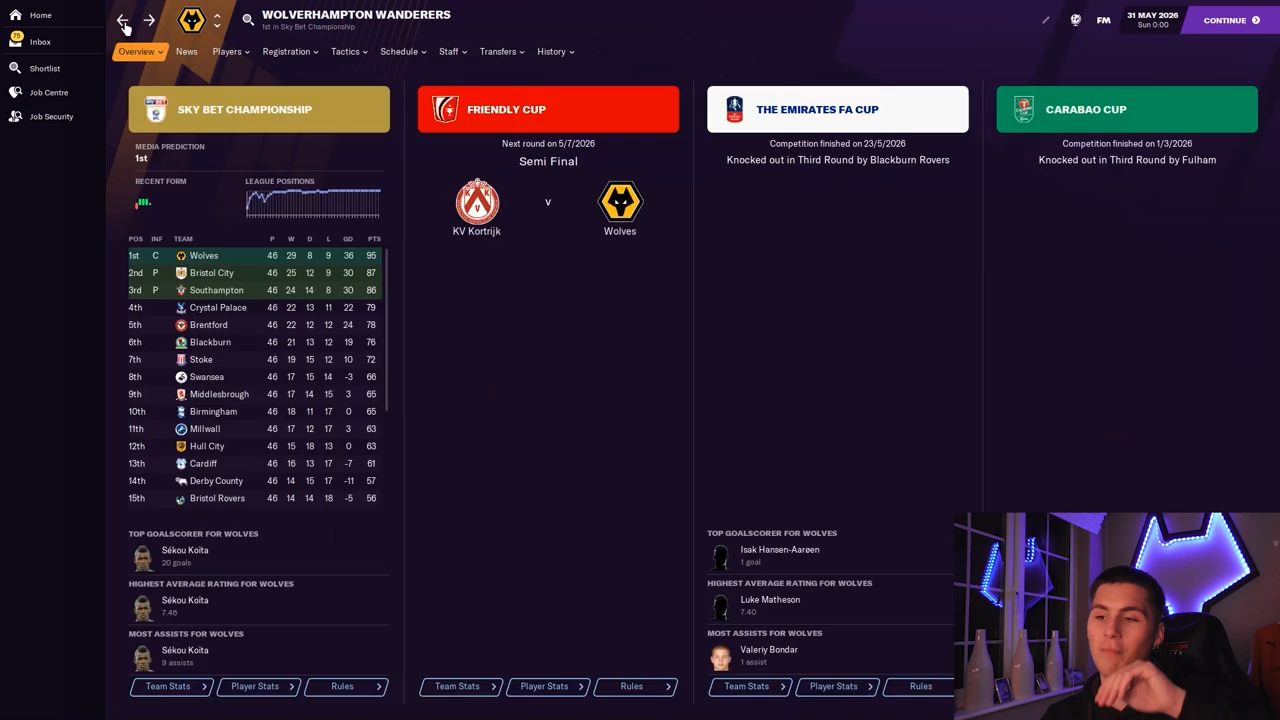 Home
75
Inbox
Shortlist
Job Centre
Job Security
WOLVERHAMPTON WANDERERS
1st in Sky Bet Championship
FM
31 MAY 2026
Sun 0:00
CONTINUE
Overview
News
Players
Registration
Tactics
Schedule
Staff
Transfers
History
SKY BET CHAMPIONSHIP
MEDIA PREDICTION
1st
RECENT FORM
LEAGUE POSITIONS
POS INF TEAM P W D L GD PTS
1st C Wolves 46 29 8 9 36 95
2nd P Bristol City 46 25 12 9 30 87
3rd P Southampton 46 24 14 8 30 86
4th Crystal Palace 46 22 13 11 22 79
5th Brentford 46 22 12 12 24 78
6th Blackburn 46 21 13 12 19 76
7th Stoke 46 19 15 12 10 72
8th Swansea 46 17 15 14 -3 66
9th Middlesbrough 46 17 14 15 3 65
10th Birmingham 46 18 11 17 0 65
11th Millwall 46 17 12 17 3 63
12th Hull City 46 15 18 13 0 63
13th Cardiff 46 16 13 17 -7 61
14th Derby County 46 14 15 17 -11 57
15th Bristol Rovers 46 14 14 18 -5 56
TOP GOALSCORER FOR WOLVES
Sékou Koita
20 goals
HIGHEST AVERAGE RATING FOR WOLVES
Sékou Koita
7.46
MOST ASSISTS FOR WOLVES
Sékou Koita
9 assists
Team Stats
Player Stats
Rules
FRIENDLY CUP
Next round on 5/7/2026
Semi Final
v
KV Kortrijk
Wolves
Team Stats
Player Stats
Rules
THE EMIRATES FA CUP
Competition finished on 23/5/2026
Knocked out in Third Round by Blackburn Rovers
TOP GOALSCORER FOR WOLVES
Isak Hansen-Aarøen
1 goal
HIGHEST AVERAGE RATING FOR WOLVES
Luke Matheson
7.40
MOST ASSISTS FOR WOLVES
Valeriy Bondar
1 assist
Team Stats
Player Stats
Rules
CARABAO CUP
Competition finished on 1/3/2026
Knocked out in Third Round by Fulham